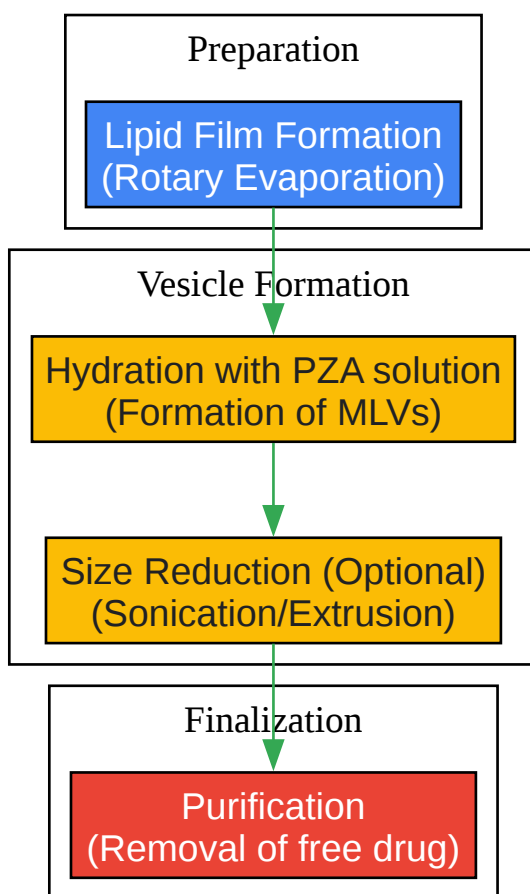 Preparation
Lipid Film Formation
(Rotary Evaporation)
Vesicle Formation
Hydration with PZA solution
(Formation of MLVs)
Size Reduction (Optional)
(Sonication/Extrusion)
Finalization
Purification
(Removal of free drug)